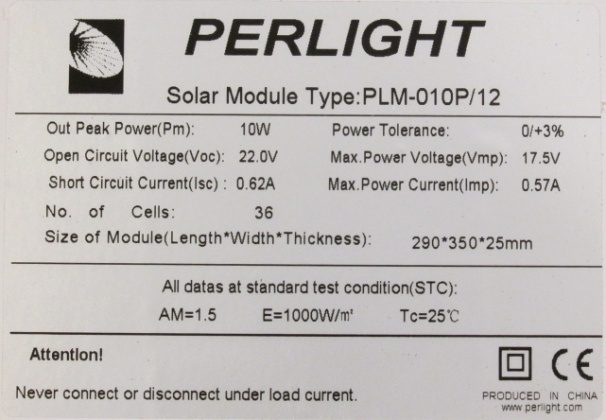 PERLIGHT
Solar Module Type:PLM-010P/12
Out Peak Power(Pm): 10W Power Tolerance: 0/+3%
Open Circuit Voltage(Voc): 22.0V Max.Power Voltage(Vmp): 17.5V
Short Circuit Current(Isc) : 0.62A Max.Power Current(Imp): 0.57A
No. of Cells: 36
Size of Module(Length*Width*Thickness): 290*350*25mm
All datas at standard test condition(STC):
AM=1.5 E=1000W/㎡ Tc=25℃
Attention!
Never connect or disconnect under load current.
CE
PRODUCED IN CHINA
www.perlight.com